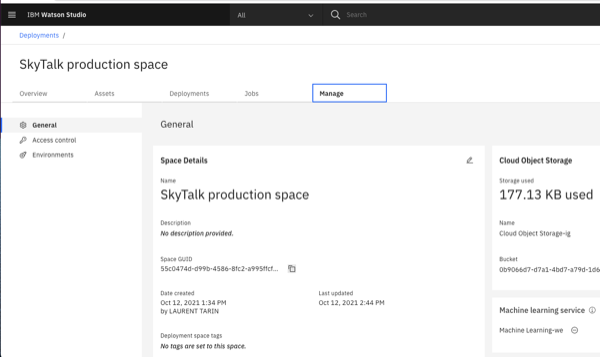 IBM Watson Studio
All
Search
Deployments /
SkyTalk production space
Overview
Assets
Deployments
Jobs
Manage
General
Access control
Environments
General
Space Details
Name
SkyTalk production space
Description
No description provided.
Space GUID
55c0474d-d99b-4586-8fc2-a995ffcf...
Date created
Oct 12, 2021 1:34 PM
by LAURENT TARIN
Last updated
Oct 12, 2021 2:44 PM
Deployment space tags
No tags are set to this space.
Cloud Object Storage
Storage used
177.13 KB used
Name
Cloud Object Storage-ig
Bucket
0b9066d7-d7a1-4bd7-a79d-1d6
Machine learning service
Machine Learning-we